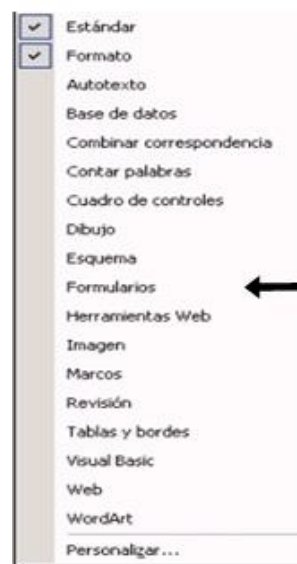 Estándar
Formato
Autotexto
Base de datos
Combinar correspondencia
Contar palabras
Cuadro de controles
Dibujo
Esquema
Formularios
Herramientas Web
Imagen
Marcos
Revisión
Tablas y bordes
Visual Basic
Web
WordArt
Personalizar...